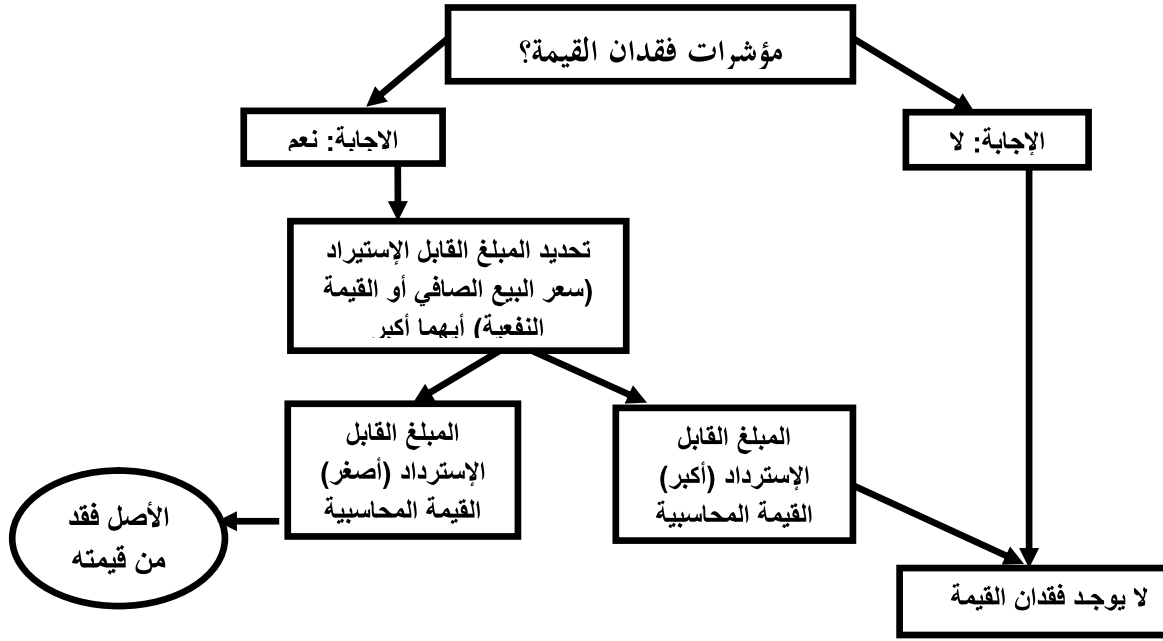 مؤشرات فقدان القيمة؟
الإجابة: لا
الاجابة: نعم
تحديد المبلغ القابل الإستيراد
(سعر البيع الصافي أو القيمة
النفعية) أيهما أكبر
المبلغ القابل
الإسترداد (أكبر)
القيمة المحاسبية
المبلغ القابل
الإسترداد (أصغر)
القيمة المحاسبية
الأصل فقد
من قيمته
لا يوجد فقدان القيمة